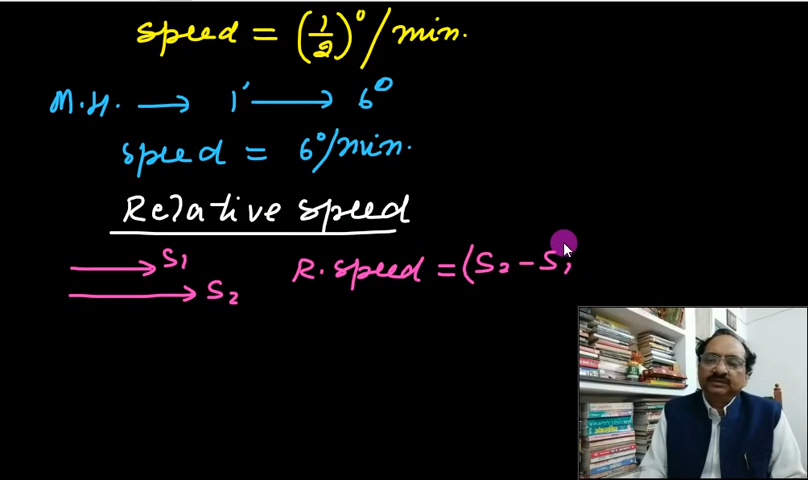 speed = (1/2)°/min.
M.H. → 1' → 6°
speed = 6°/min.
Relative speed
→ S1
→ S2
R. speed = (S2 - S1